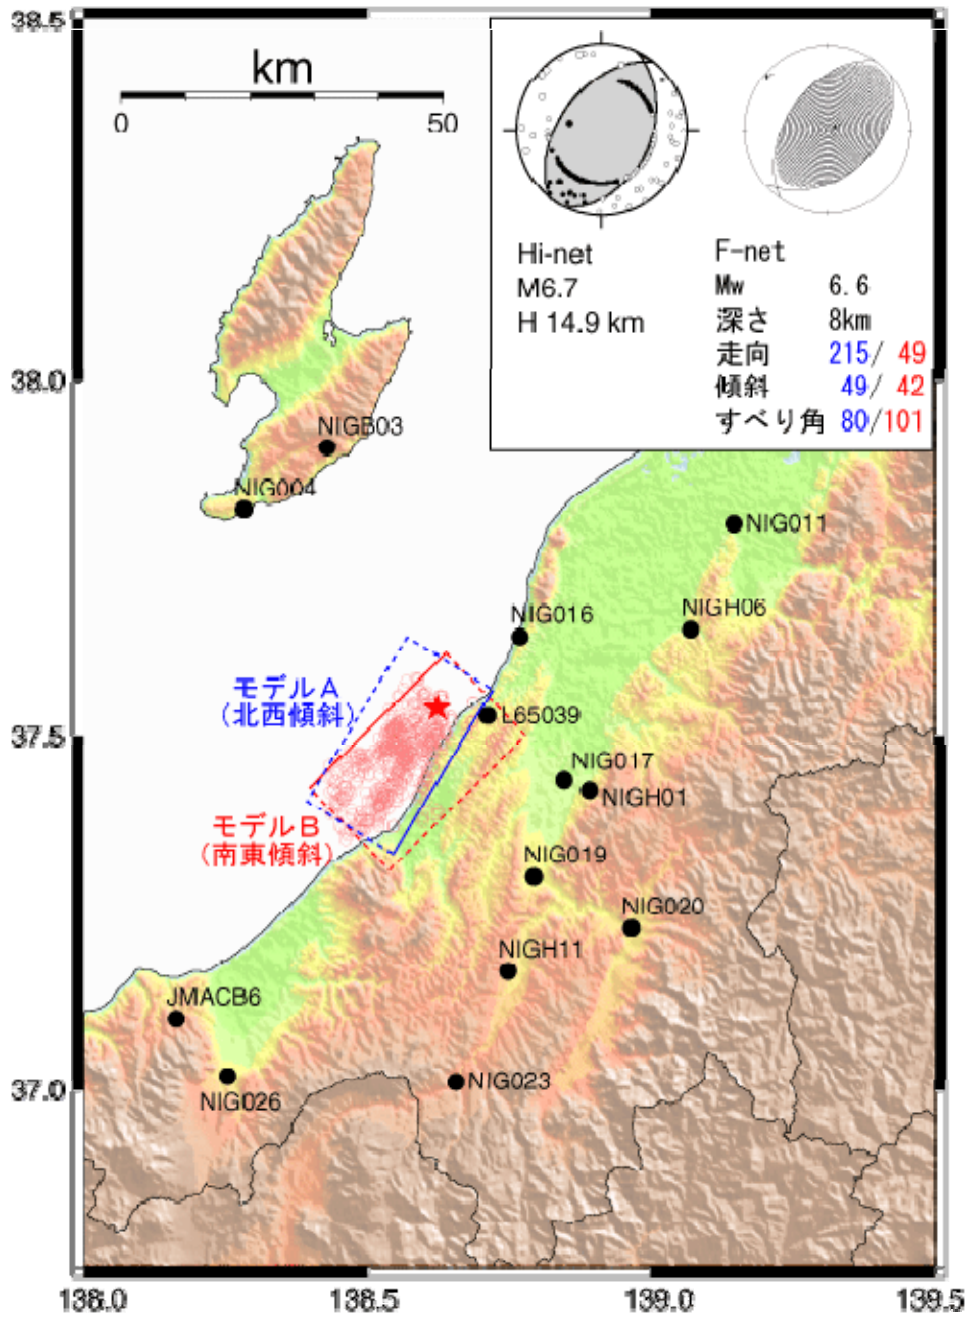 38.5
km
0 50
Hi-net
M6.7
H 14.9 km
F-net
Mw 6.6
深さ 8km
走向 215/ 49
傾斜 49/ 42
すべり角 80/101
38.0
NIGB03
NIG004
NIG011
NIGH06
NIG016
モデルA
(北西傾斜)
L65039
37.5
NIG017
NIGH01
モデルB
(南東傾斜)
NIG019
NIG020
NIGH11
JMACB6
37.0
NIG023
NIG026
138.0 138.5 139.0 139.5